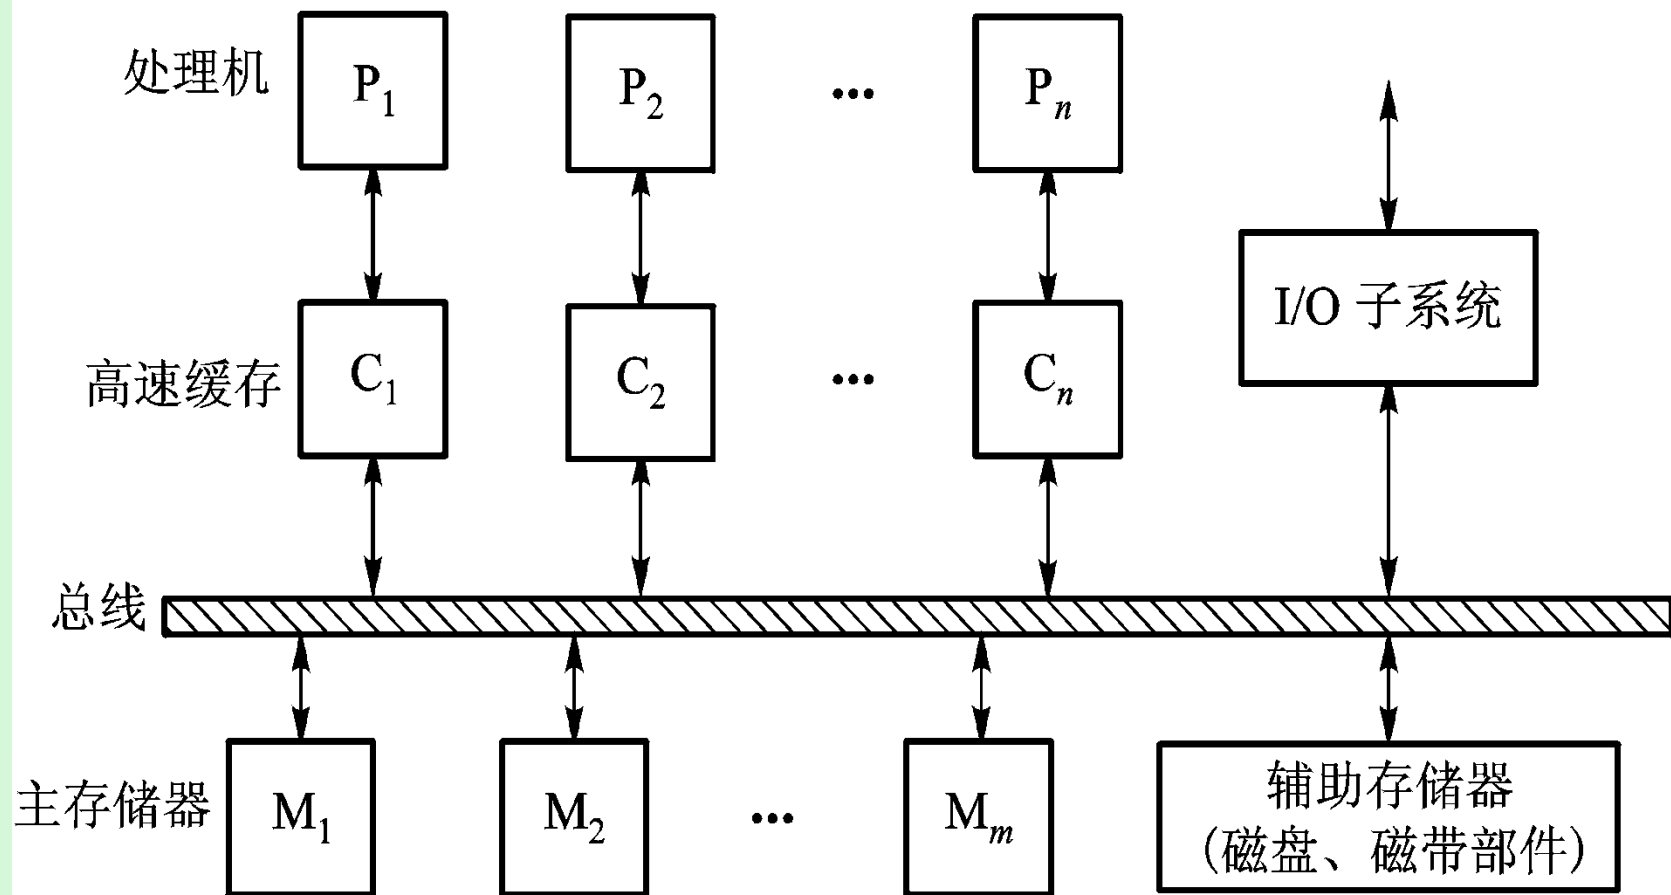 处理机 P₁ P₂ ... Pₙ
I/O 子系统
高速缓存 C₁ C₂ ... Cₙ
总线
主存储器 M₁ M₂ ... Mₘ
辅助存储器
(磁盘、磁带部件)